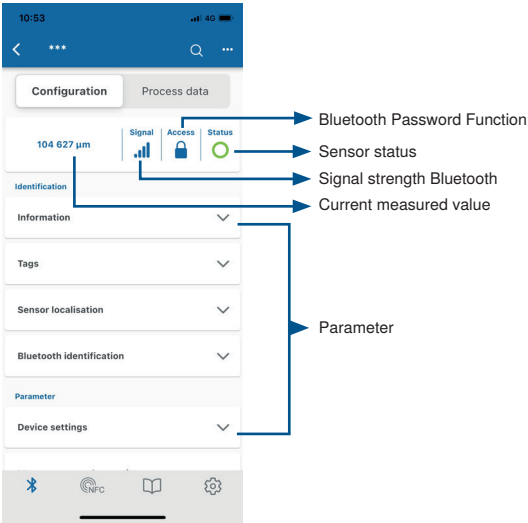 10:53
4G
***
Configuration
Process data
104 627 µm
Signal
Access
Status
Bluetooth Password Function
Sensor status
Signal strength Bluetooth
Current measured value
Identification
Information
Tags
Sensor localisation
Parameter
Bluetooth identification
Parameter
Device settings
NFC